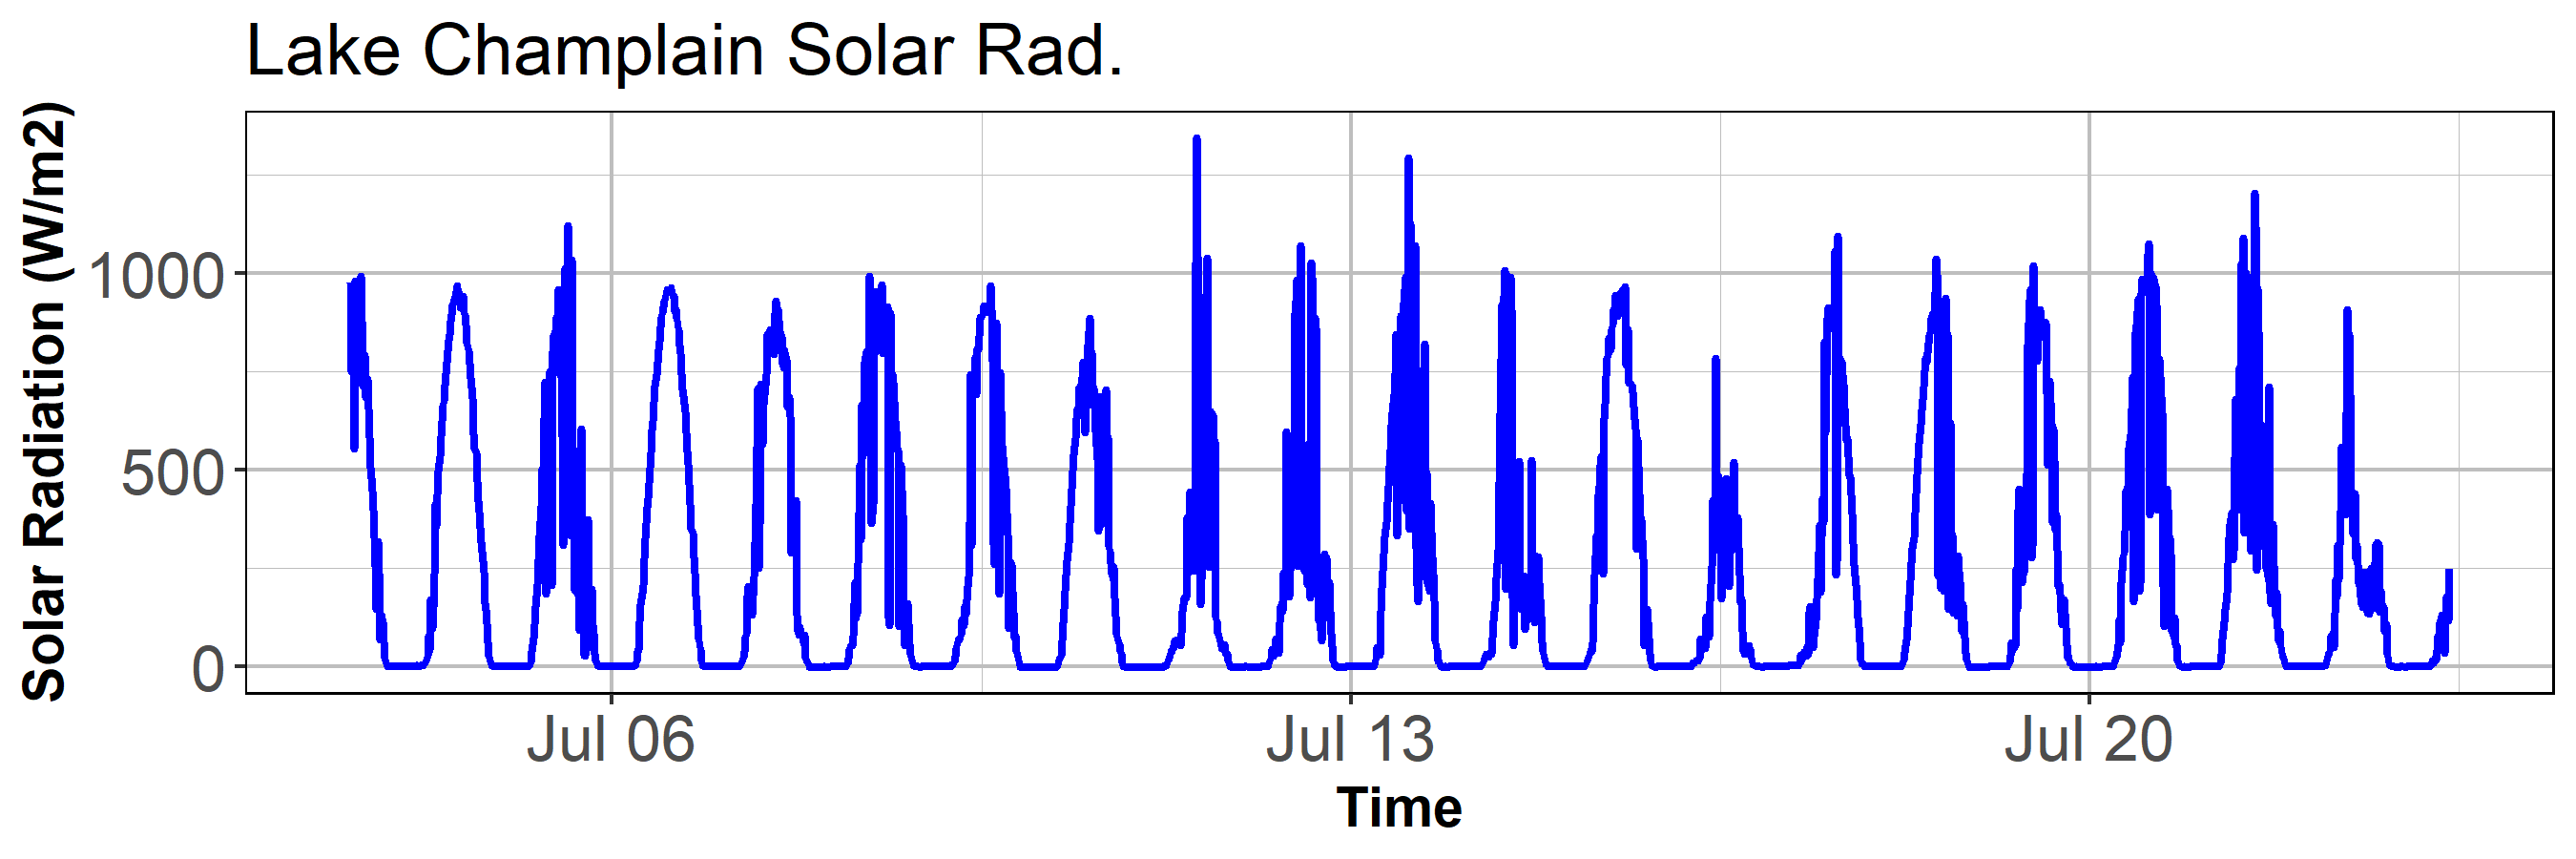 Lake Champlain Solar Rad.
Solar Radiation (W/m2)
1000
500
0
Jul 06
Jul 13
Jul 20
Time